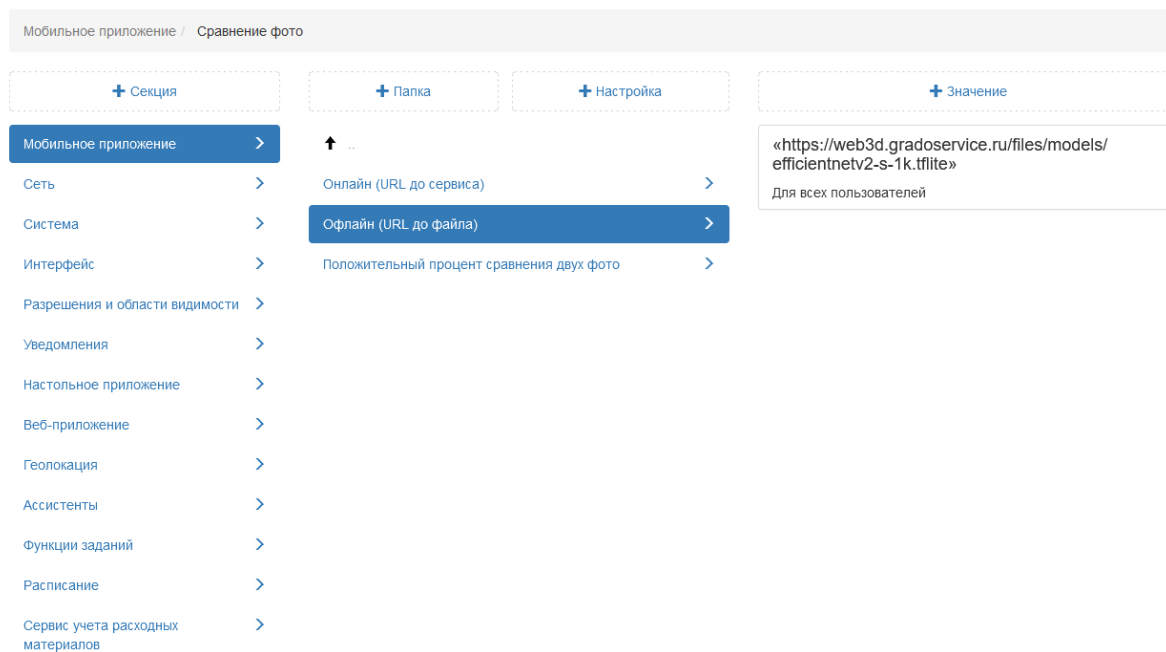 Мобильное приложение / Сравнение фото
+ Секция
+ Папка
+ Настройка
+ Значение
Мобильное приложение
Сеть
Система
Интерфейс
Разрешения и области видимости
Уведомления
Настольное приложение
Веб-приложение
Геолокация
Ассистенты
Функции заданий
Расписание
Сервис учета расходных
материалов
..
Онлайн (URL до сервиса)
Офлайн (URL до файла)
Положительный процент сравнения двух фото
«https://web3d.gradoservice.ru/files/models/
efficientnetv2-s-1k.tflite»
Для всех пользователей